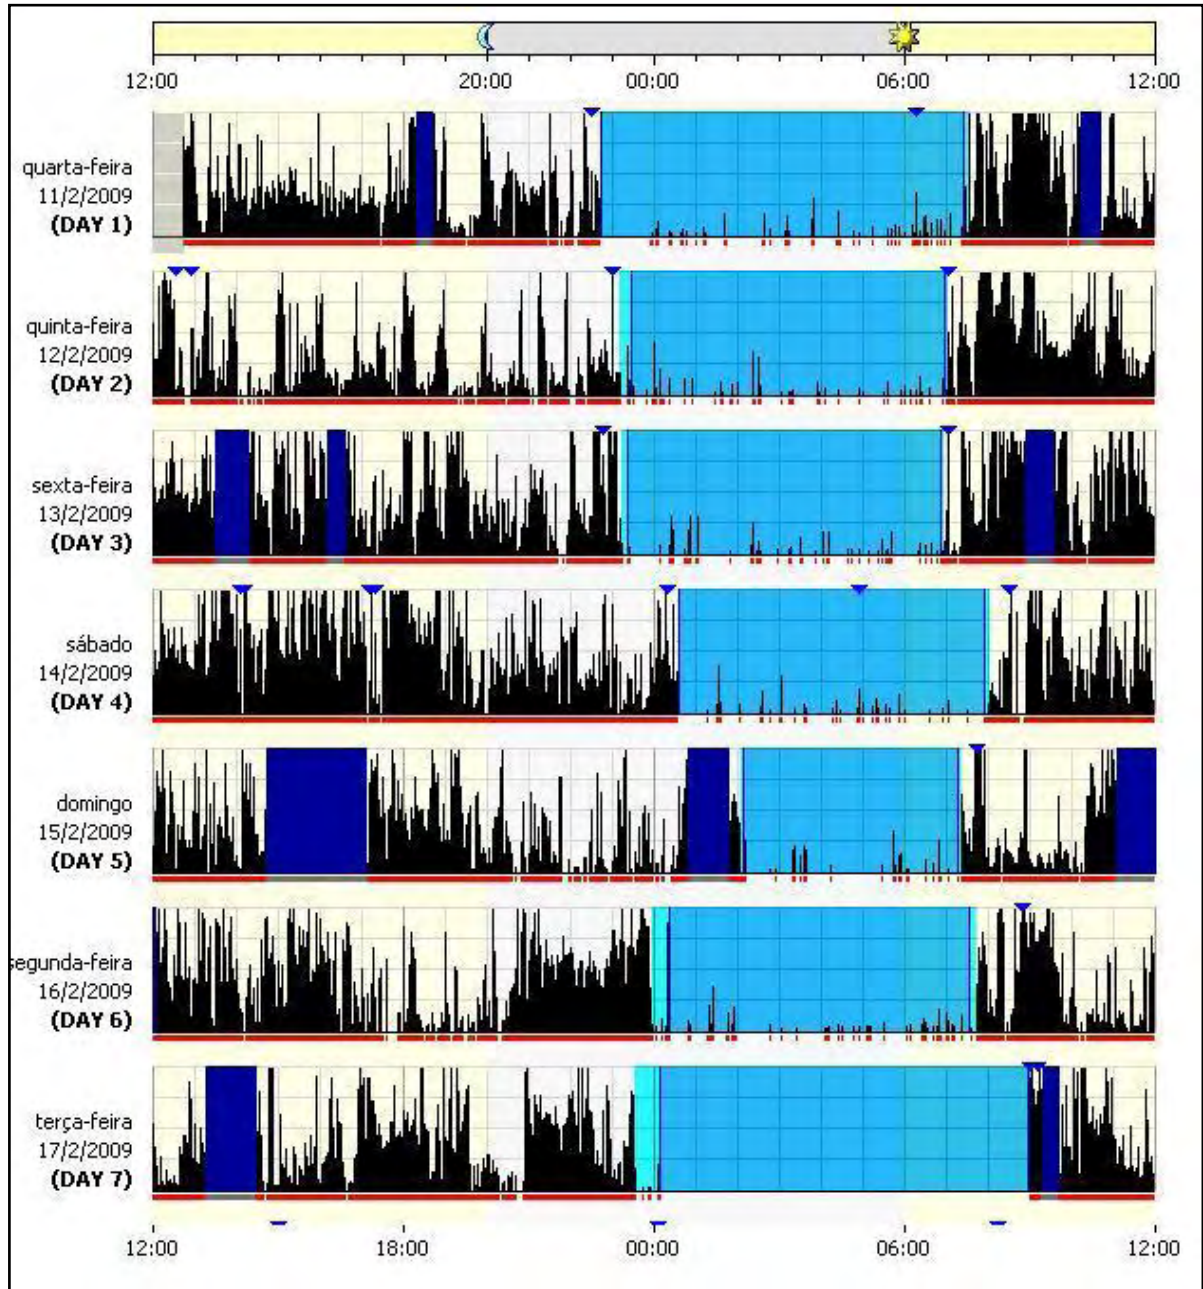 12:00 20:00 00:00 06:00 12:00
quarta-feira
11/2/2009
(DAY 1)
quinta-feira
12/2/2009
(DAY 2)
sexta-feira
13/2/2009
(DAY 3)
sábado
14/2/2009
(DAY 4)
domingo
15/2/2009
(DAY 5)
segunda-feira
16/2/2009
(DAY 6)
terça-feira
17/2/2009
(DAY 7)
12:00 18:00 00:00 06:00 12:00